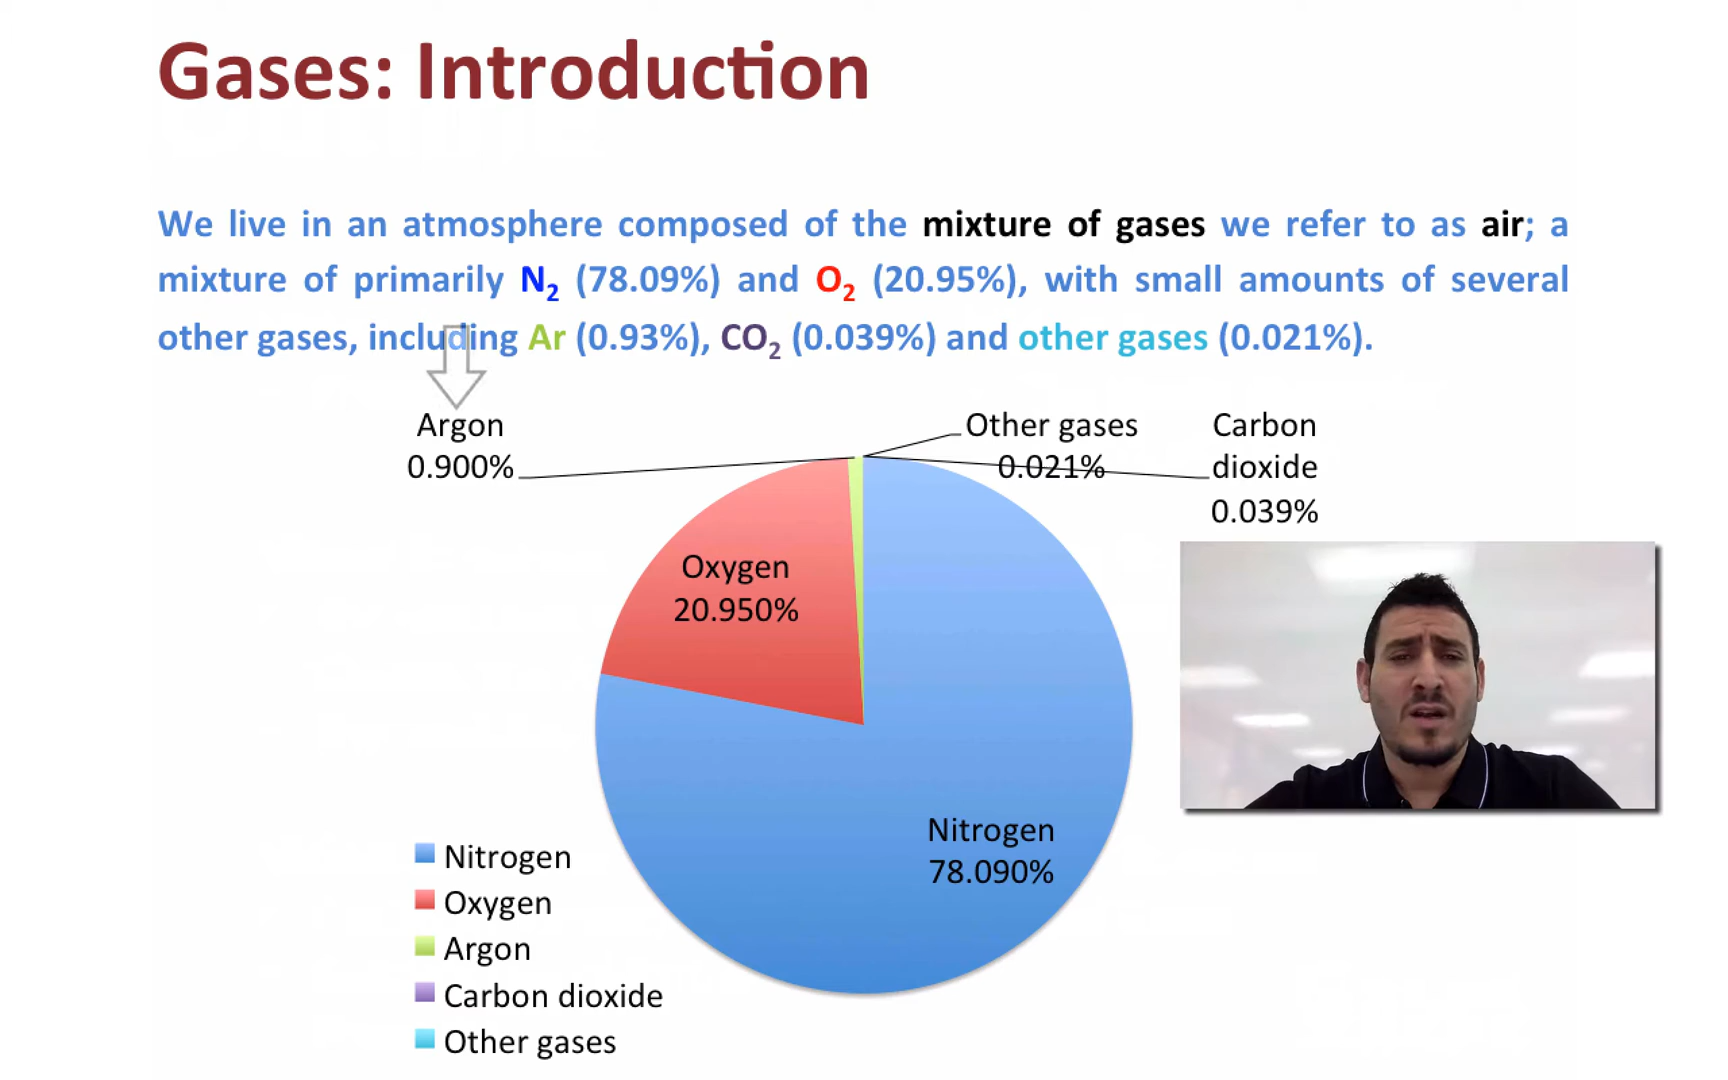 Gases: Introduction
We live in an atmosphere composed of the mixture of gases we refer to as air; a
mixture of primarily N₂ (78.09%) and O₂ (20.95%), with small amounts of several
other gases, including Ar (0.93%), CO₂ (0.039%) and other gases (0.021%).
Argon
0.900%
Other gases
0.021%
Carbon
dioxide
0.039%
Oxygen
20.950%
Nitrogen
78.090%
Nitrogen
Oxygen
Argon
Carbon dioxide
Other gases